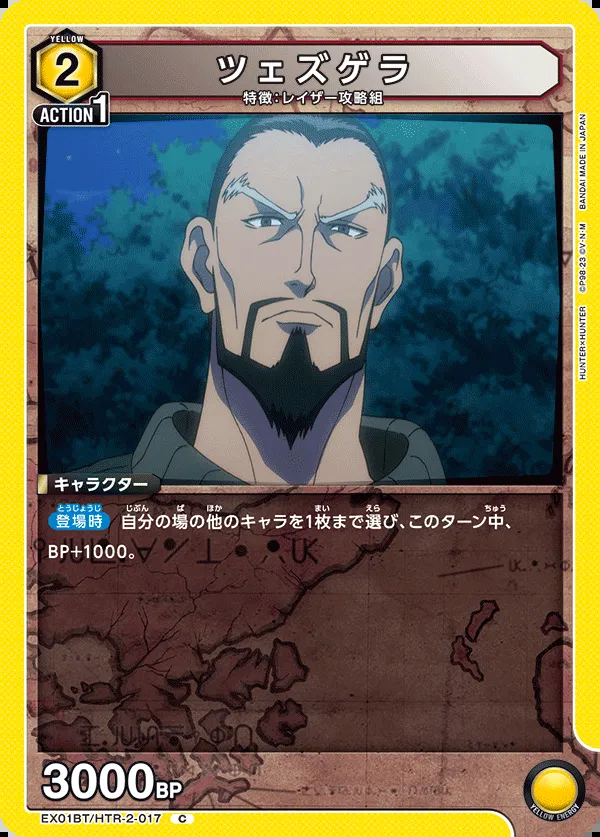 YELLOW
2
ACTION 1
ツェズゲラ
特徴：レイザー攻略組
BANDAI MADE IN JAPAN
©P98-23 ©V・N・M
HUNTER×HUNTER
キャラクター
登場時 自分の場の他のキャラを1枚まで選び、このターン中、
BP+1000。
3000BP
YELLOW ENERGY
EX01BT/HTR-2-017 C